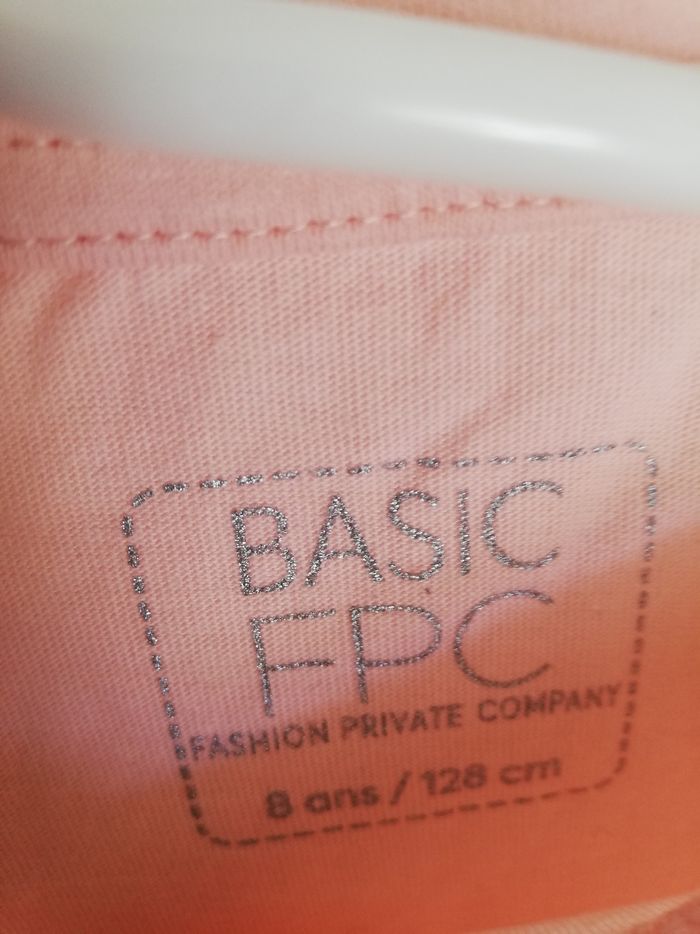 BASIC
FPC
FASHION PRIVATE COMPANY
8 ans / 128 cm